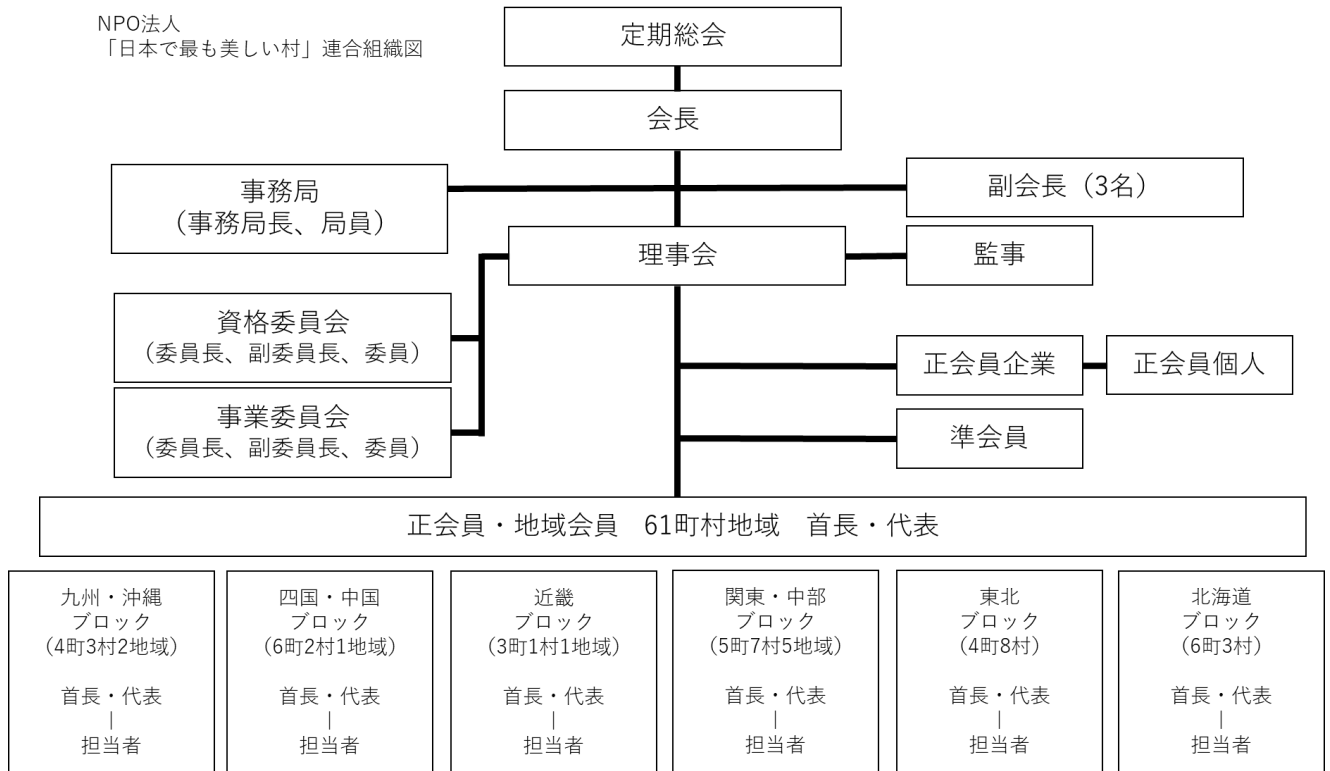 NPO法人
「日本で最も美しい村」連合組織図
定期総会
会長
事務局
（事務局長、局員）
副会長（3名）
理事会
監事
資格委員会
（委員長、副委員長、委員）
事業委員会
（委員長、副委員長、委員）
正会員企業
正会員個人
準会員
正会員・地域会員　61町村地域　首長・代表
九州・沖縄
ブロック
（4町3村2地域）
首長・代表
｜
担当者
四国・中国
ブロック
（6町2村1地域）
首長・代表
｜
担当者
近畿
ブロック
（3町1村1地域）
首長・代表
｜
担当者
関東・中部
ブロック
（5町7村5地域）
首長・代表
｜
担当者
東北
ブロック
（4町8村）
首長・代表
｜
担当者
北海道
ブロック
（6町3村）
首長・代表
｜
担当者